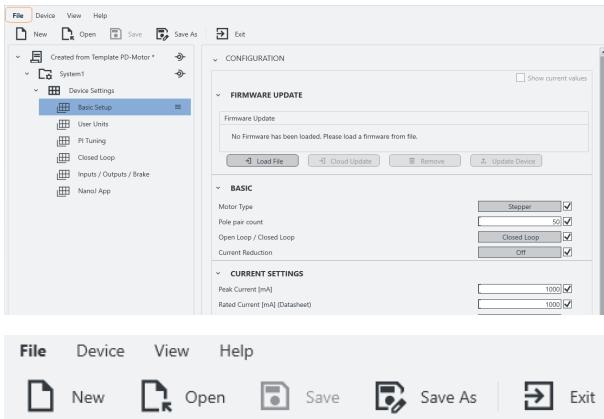 File Device View Help
New Open Save Save As Exit
Created from Template PD-Motor *
System1
Device Settings
Basic Setup
User Units
PI Tuning
Closed Loop
Inputs / Outputs / Brake
NanoJ App
CONFIGURATION
Show current values
FIRMWARE UPDATE
Firmware Update
No Firmware has been loaded. Please load a firmware from file.
Load File Cloud Update Remove Update Device
BASIC
Motor Type Stepper
Pole pair count 50
Open Loop / Closed Loop Closed Loop
Current Reduction Off
CURRENT SETTINGS
Peak Current [mA] 1000
Rated Current [mA] (Datasheet) 1000
File Device View Help
New Open Save Save As Exit